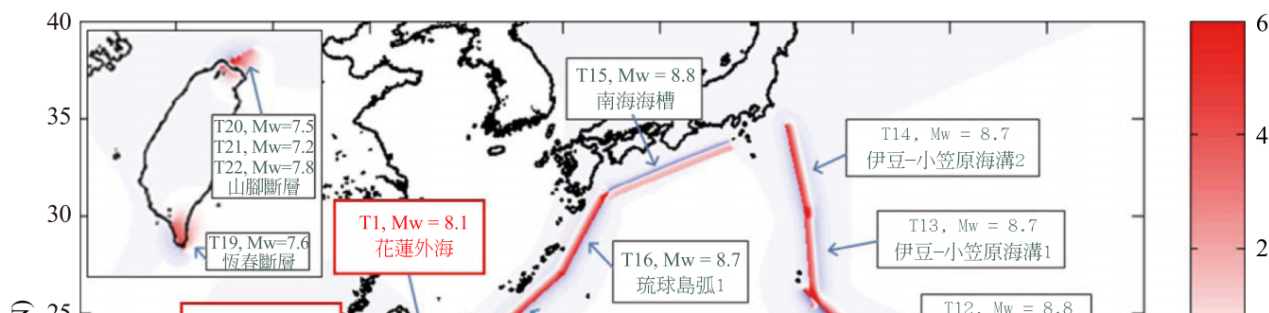 40
35
30
25
N)
T20, Mw=7.5
T21, Mw=7.2
T22, Mw=7.8
山腳斷層
T19, Mw=7.6
恆春斷層
T1, Mw = 8.1
花蓮外海
T15, Mw = 8.8
南海海槽
T16, Mw = 8.7
琉球島弧1
T14, Mw = 8.7
伊豆-小笠原海溝2
T13, Mw = 8.7
伊豆-小笠原海溝1
T12, Mw = 8.8
6
4
2